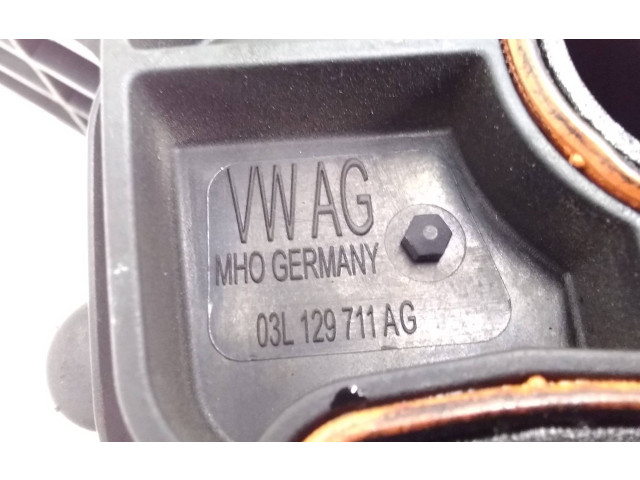 VW AG
MHO GERMANY
03L 129 711 AG